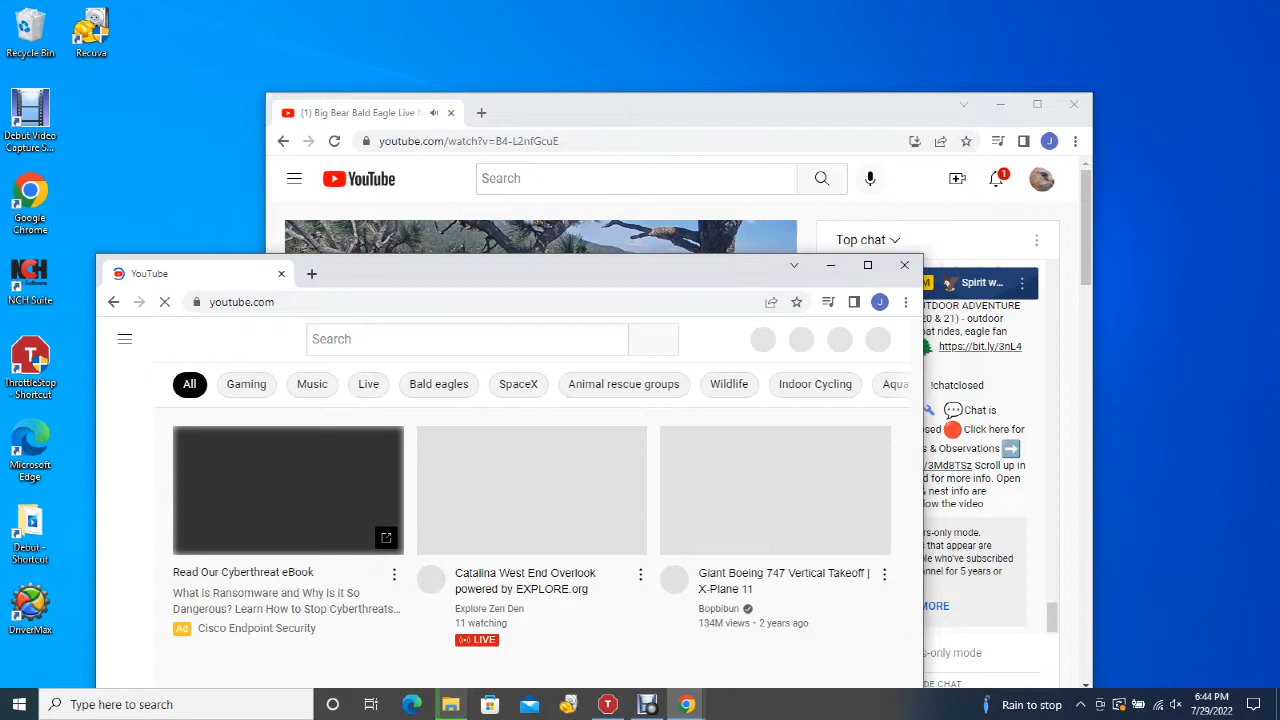 Recycle Bin
Recuva
Debut Video
Capture S...
Google
Chrome
NCH
Software
NCH Suite
ThrottleStop
- Shortcut
Microsoft
Edge
Debut -
Shortcut
DriverMax
(1) Big Bear Bald Eagle Live
youtube.com/watch?v=B4-L2nfGcuE
J
YouTube
Search
1
Top chat
M
Spirit w...
UTDOOR ADVENTURE
20 & 21) - outdoor
at rides, eagle fan
https://bit.ly/3nL4
!chatclosed
Chat is
sed
Click here for
s & Observations
/3Md8TSz Scroll up in
d for more info. Open
& nest info are
low the video
rs-only mode.
s that appear are
le who've subscribed
annel for 5 years or
MORE
s-only mode
DE CHAT
YouTube
youtube.com
J
Search
All
Gaming
Music
Live
Bald eagles
SpaceX
Animal rescue groups
Wildlife
Indoor Cycling
Aqua
Read Our Cyberthreat eBook
What is Ransomware and Why is it So
Dangerous? Learn How to Stop Cyberthreats...
Ad Cisco Endpoint Security
Catalina West End Overlook
powered by EXPLORE.org
Explore Zen Den
11 watching
LIVE
Giant Boeing 747 Vertical Takeoff |
X-Plane 11
Bopbibun
134M views • 2 years ago
Type here to search
Rain to stop
6:44 PM
7/29/2022